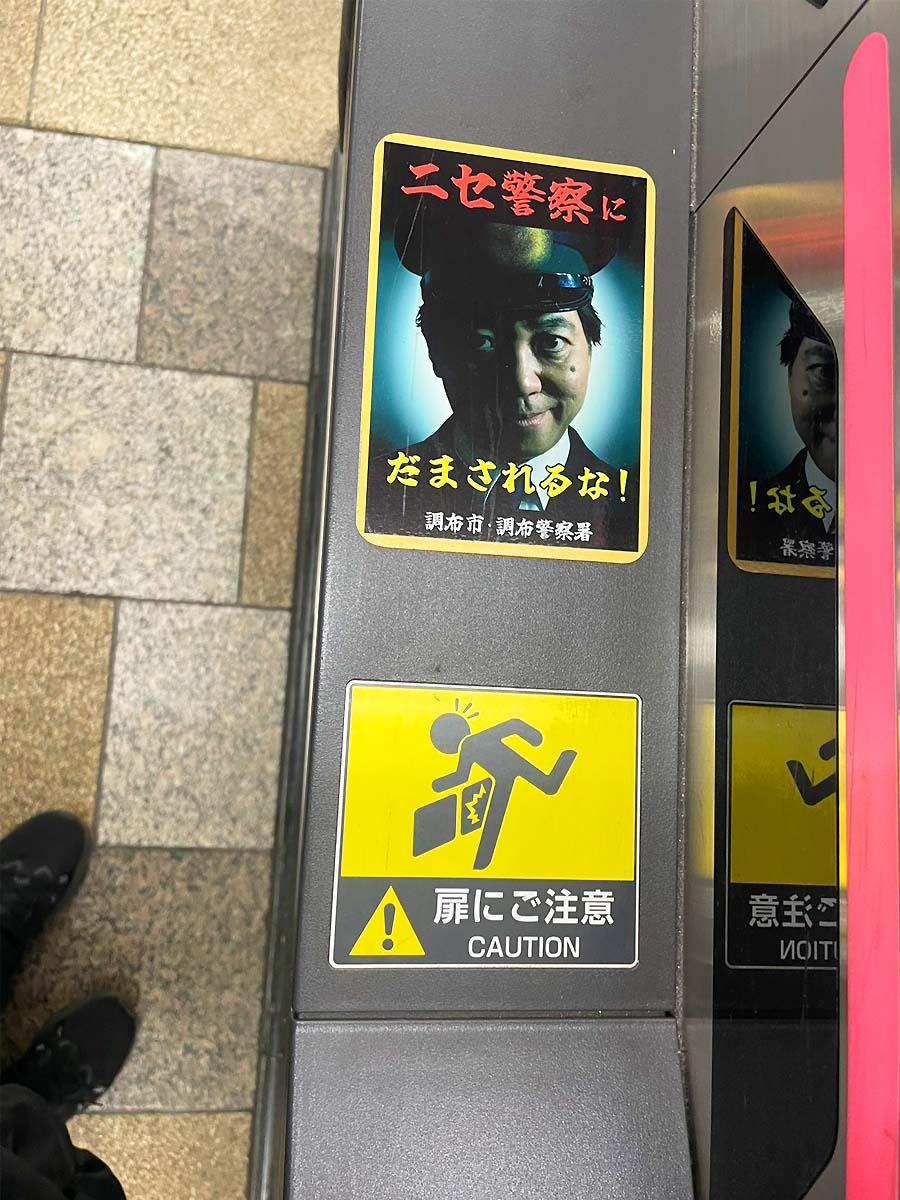 ニセ警察に
だまされるな!
調布市・調布警察署
扉にご注意
CAUTION